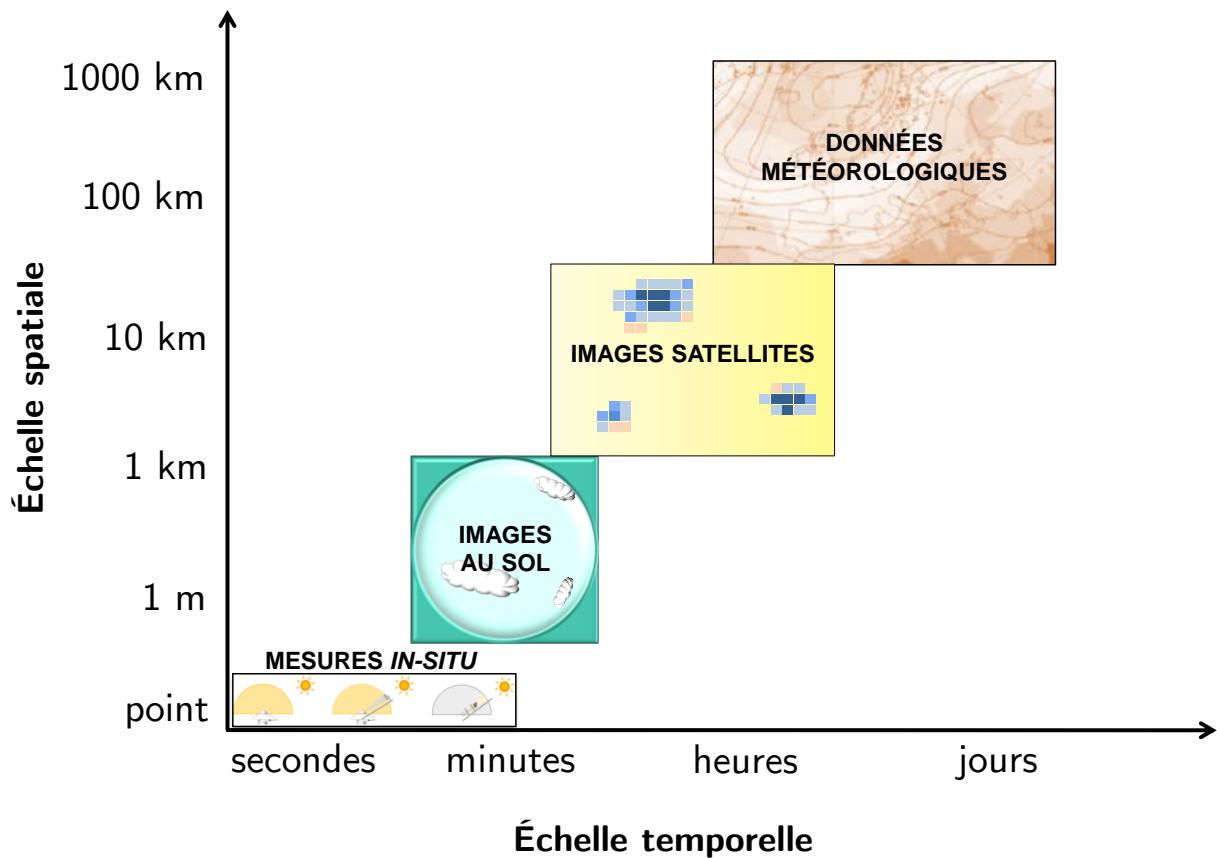 1000 km
DONNÉES
MÉTÉOROLOGIQUES
100 km
Échelle spatiale
10 km
IMAGES SATELLITES
1 km
IMAGES
AU SOL
1 m
MESURES IN-SITU
point
secondes
minutes
heures
jours
Échelle temporelle